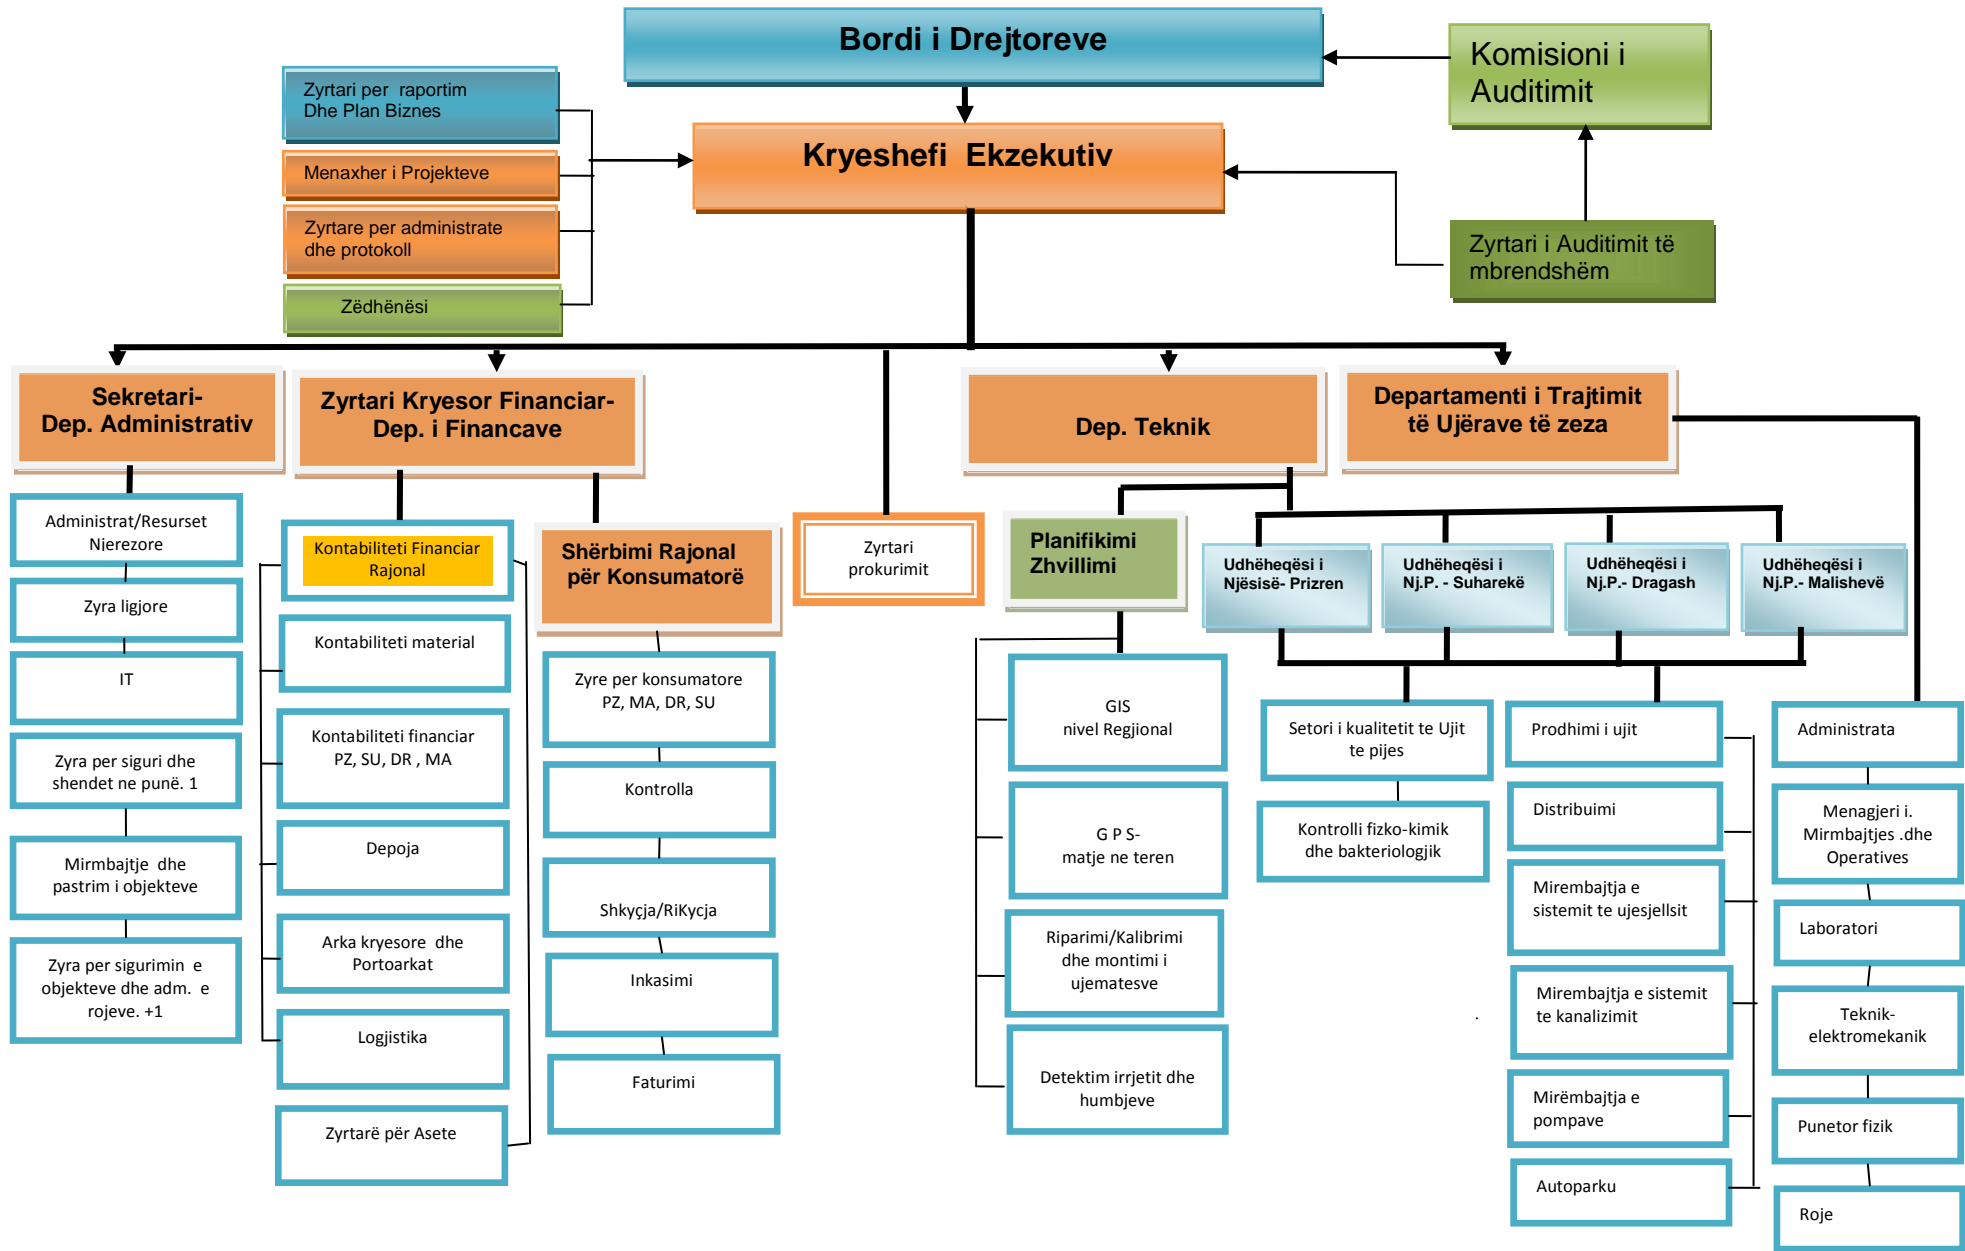 Bordi i Drejtoreve
Komisioni i
Auditimit
Zyrtari per raportim
Dhe Plan Biznes
Kryeshefi Ekzekutiv
Menaxher i Projekteve
Zyrtare per administrate
dhe protokoll
Zyrtari i Auditimit të
mbrendshëm
Zëdhënësi
Sekretari-
Dep. Administrativ
Zyrtari Kryesor Financiar-
Dep. i Financave
Dep. Teknik
Departamenti i Trajtimit
të Ujërave të zeza
Administrat/Resurset
Njerezore
Zyra ligjore
IT
Zyra per siguri dhe
shendet ne punë. 1
Mirmbajtje dhe
pastrim i objekteve
Zyra per sigurimin e
objekteve dhe adm. e
rojeve. +1
Kontabiliteti Financiar
Rajonal
Kontabiliteti material
Kontabiliteti financiar
PZ, SU, DR , MA
Depoja
Arka kryesore dhe
Portoarkat
Logjistika
Zyrtarë për Asete
Shërbimi Rajonal
për Konsumatorë
Zyre per konsumatore
PZ, MA, DR, SU
Kontrolla
Shkyçja/RiKycja
Inkasimi
Faturimi
Zyrtari
prokurimit
Planifikimi
Zhvillimi
GIS
nivel Regjional
G P S-
matje ne teren
Riparimi/Kalibrimi
dhe montimi i
ujematesve
Detektim irrjetit dhe
humbjeve
Udhëheqësi i
Njësisë- Prizren
Udhëheqësi i
Nj.P. - Suharekë
Udhëheqësi i
Nj.P.- Dragash
Udhëheqësi i
Nj.P.- Malishevë
Setori i kualitetit te Ujit
te pijes
Kontrolli fizko-kimik
dhe bakteriologjik
Prodhimi i ujit
Distribuimi
Mirembajtja e
sistemit te ujesjellsit
Mirembajtja e sistemit
te kanalizimit
.
Mirëmbajtja e
pompave
Autoparku
Administrata
Menagjeri i.
Mirmbajtjes .dhe
Operatives
Laboratori
Teknik-
elektromekanik
Punetor fizik
Roje